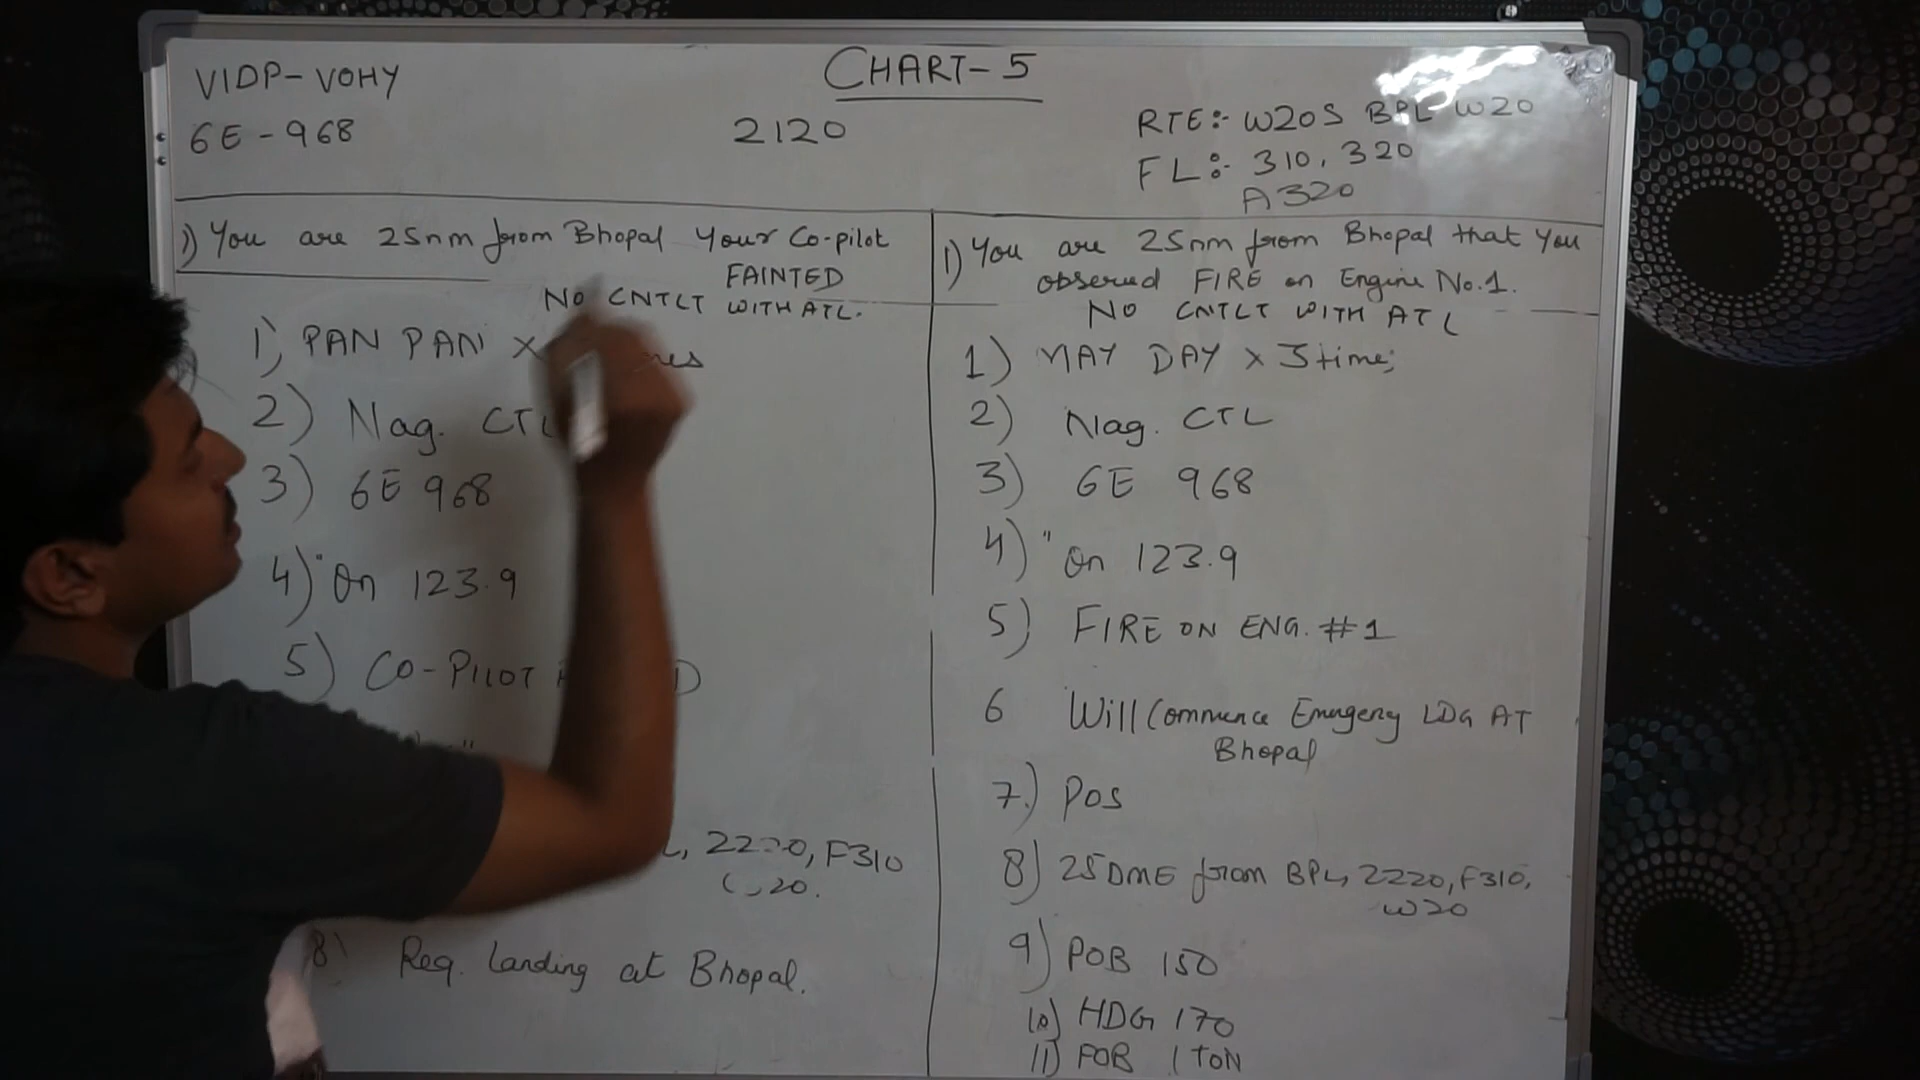 CHART-5
VIDP-VOHY
6E-968
2120
RTE:- W20S BPL W20
FL:- 310, 320
A320
1) You are 25nm from Bhopal Your Co-pilot
FAINTED
NO CNTLT WITH ATC.
1) PAN PAN X
2) Nag. CTL
3) 6E 968
4) "On 123.9
5) CO-PILOT
F310
20.
8) Req. landing at Bhopal.
1) You are 25nm from Bhopal that you
observed FIRE on Engine No.1.
NO CNTLT WITH ATC
1) MAY DAY x 3 times
2) Nag. CTL
3) 6E 968
4) "On 123.9
5) FIRE ON ENG. #1
6 Will Commence Emergency LDG AT
Bhopal
7.) POS
8) 25 DME from BPL, 2220, F310,
W20
9) POB 150
10) HDG 170
11) FOB 1 TON